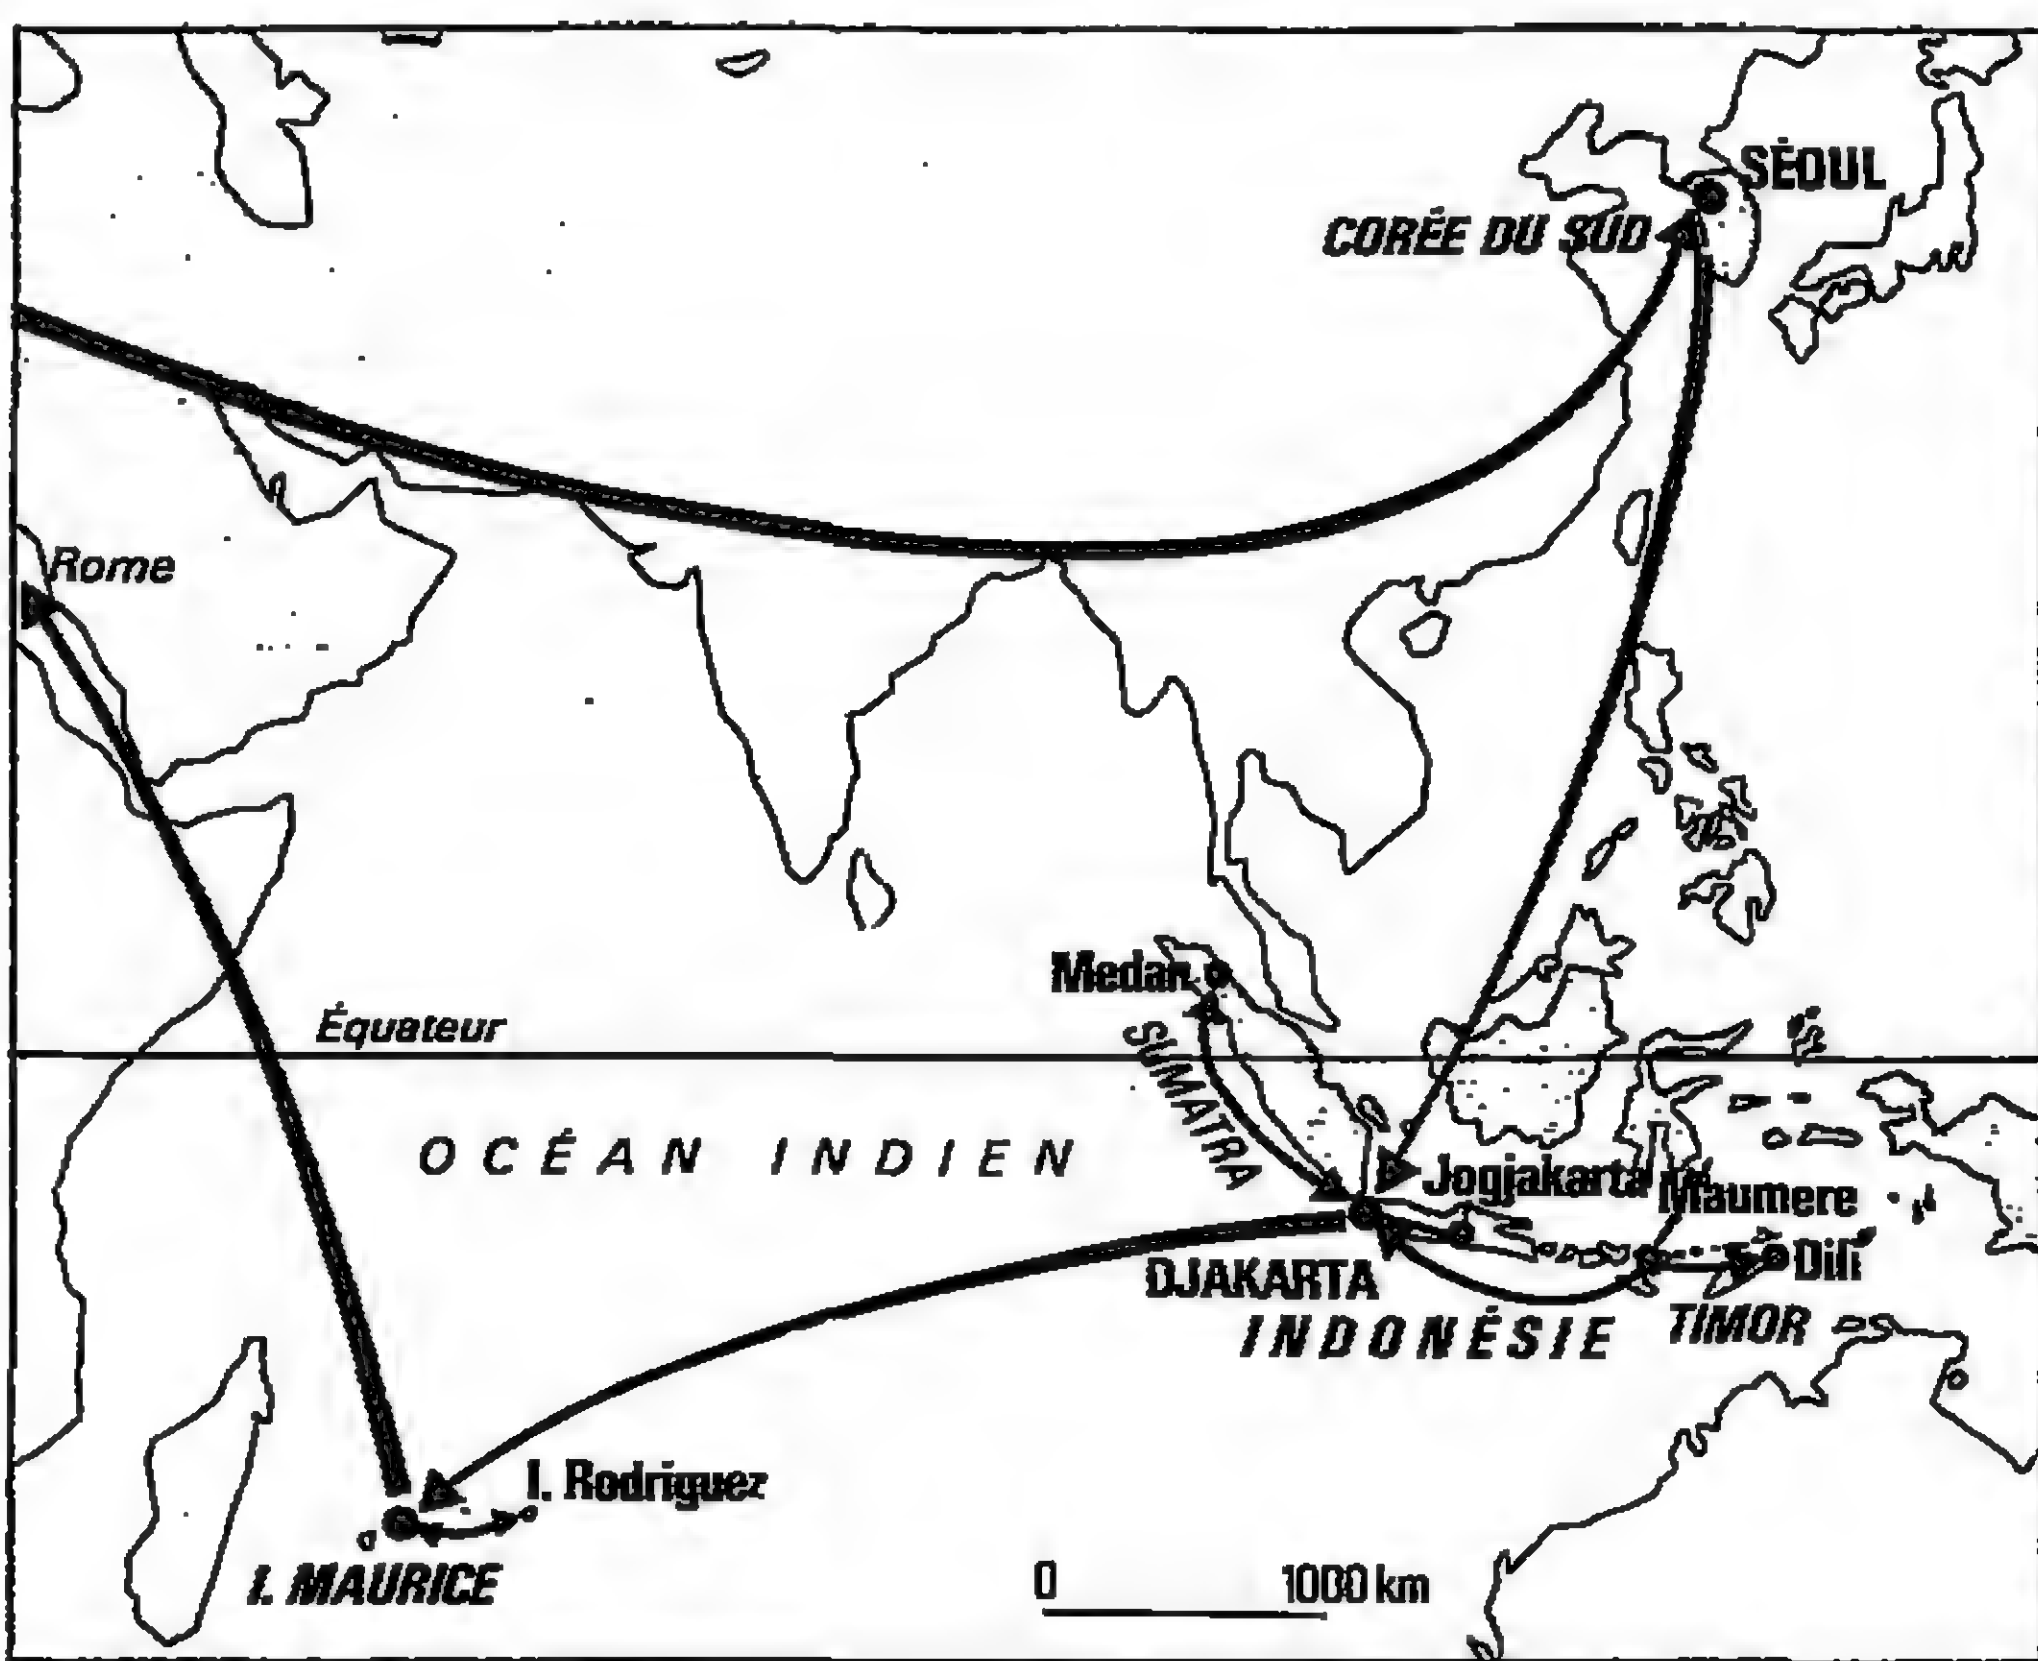 SÉOUL
CORÉE DU SUD
Rome
Medan
Équateur
SUMATRA
OCÉAN INDIEN
Jogjakarta
Maumere
DJAKARTA
Dili
INDONÉSIE
TIMOR
I. Rodriguez
I. MAURICE
0 1000 km